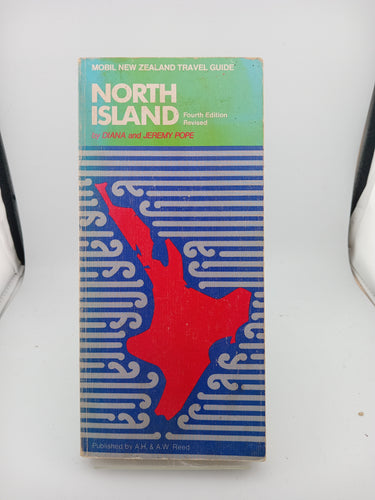 MOBIL NEW ZEALAND TRAVEL GUIDE
NORTH
ISLAND
Fourth Edition
Revised
by DIANA and JEREMY POPE
Published by A.H. & A.W. Reed